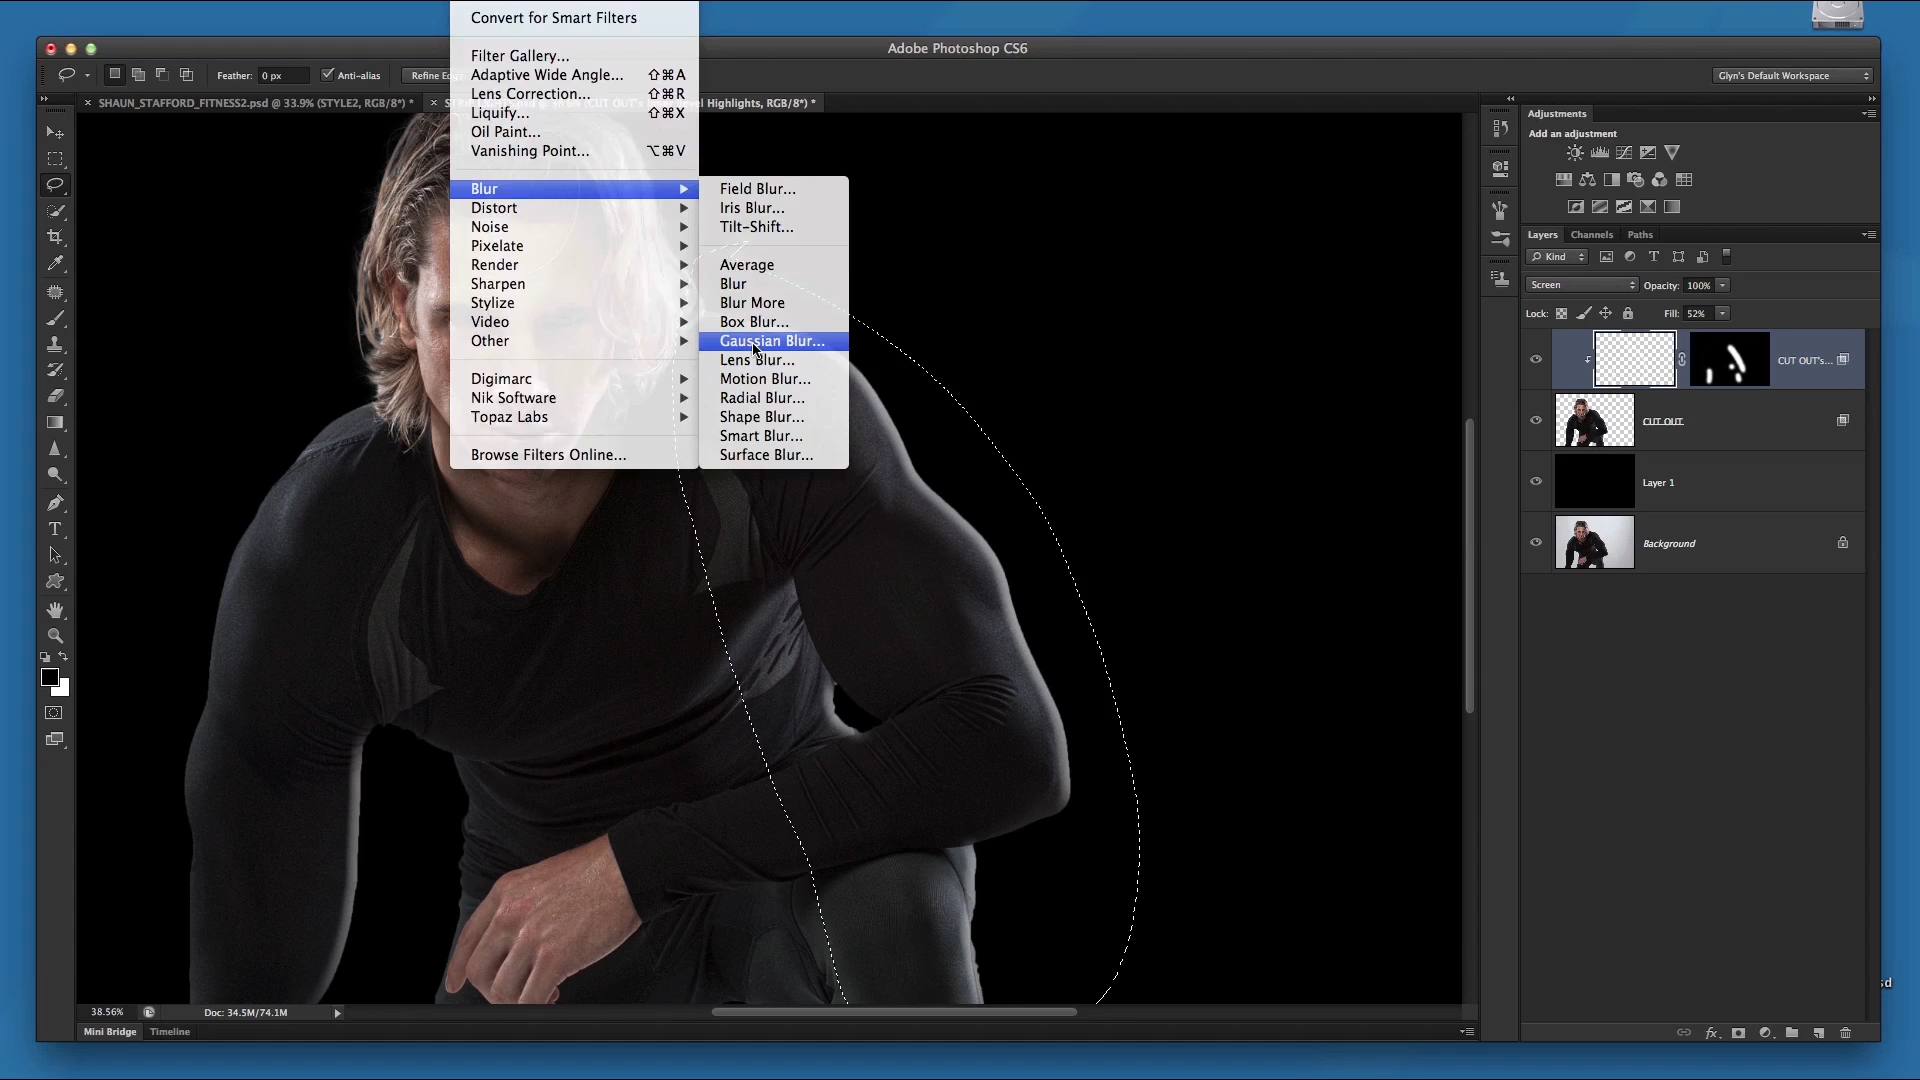 Convert for Smart Filters
Adobe Photoshop CS6
Filter Gallery...
Feather: 0 px
Anti-alias
Refine Ed
Glyn's Default Workspace
Adaptive Wide Angle... ⇧⌘A
Lens Correction... ⇧⌘R
× SHAUN_STAFFORD_FITNESS2.psd @ 33.9% (STYLE2, RGB/8*) *
Highlights, RGB/8*) *
Liquify... ⇧⌘X
Oil Paint...
Vanishing Point... ⌥⌘V
Blur
Distort
Noise
Pixelate
Render
Sharpen
Stylize
Video
Other
Digimarc
Nik Software
Topaz Labs
Browse Filters Online...
Field Blur...
Iris Blur...
Tilt-Shift...
Average
Blur
Blur More
Box Blur...
Gaussian Blur...
Lens Blur...
Motion Blur...
Radial Blur...
Shape Blur...
Smart Blur...
Surface Blur...
Adjustments
Add an adjustment
Layers Channels Paths
Kind
Screen Opacity: 100%
Lock: Fill: 52%
CUT OUT's...
CUT OUT
Layer 1
Background
38.56% Doc: 34.5M/74.1M
Mini Bridge Timeline
fx
sd